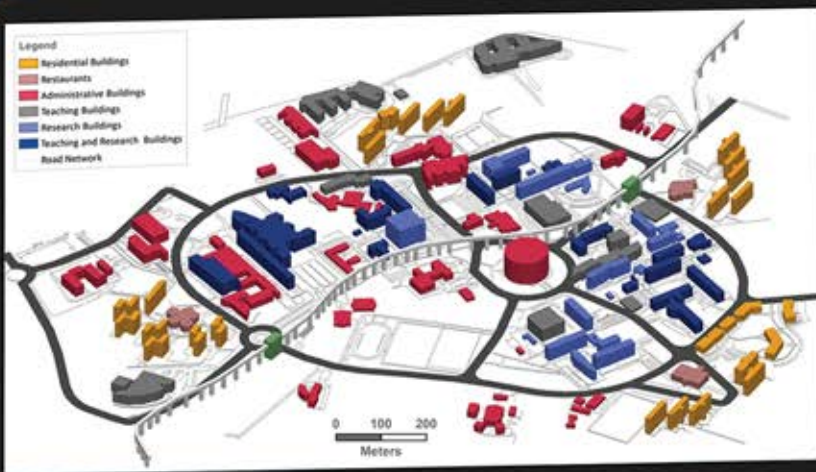 Legend
Residential Buildings
Restaurants
Administrative Buildings
Teaching Buildings
Research Buildings
Teaching and Research Buildings
Road Network
0 100 200
Meters